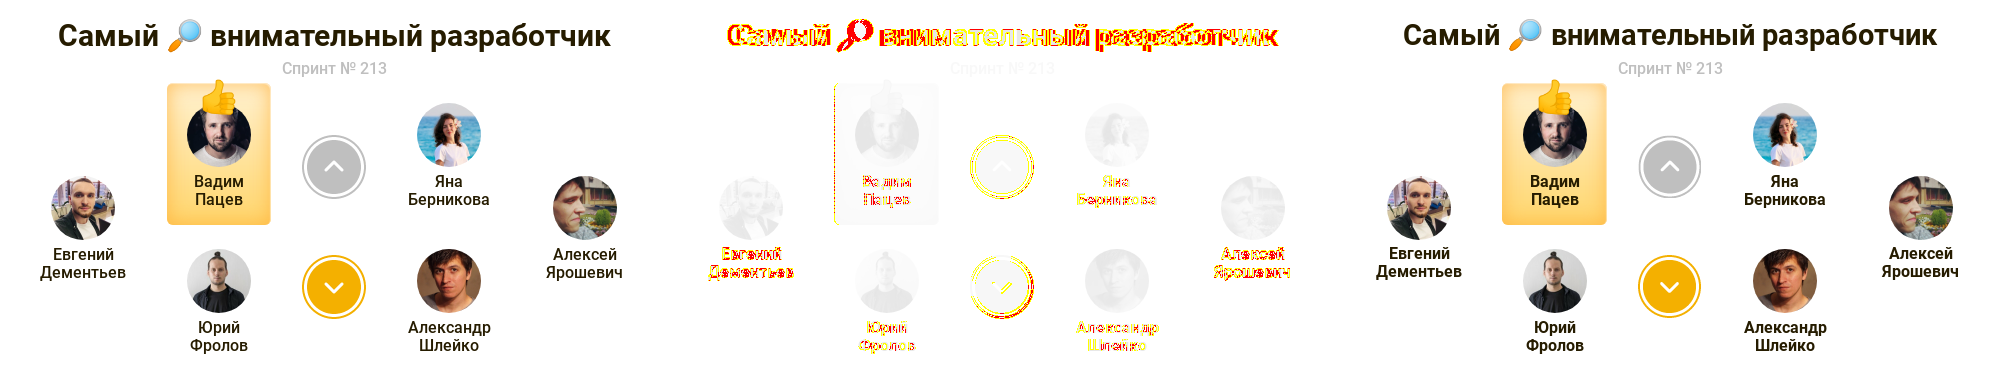 Самый 🔎 внимательный разработчик
Спринт № 213
Вадим
Пацев
Яна
Берникова
Евгений
Дементьев
Алексей
Ярошевич
Юрий
Фролов
Александр
Шлейко
Самый внимательный разработчик
Спринт № 213
Вадим
Пацев
Яна
Берникова
Евгений
Дементьев
Алексей
Ярошевич
Юрий
Фролов
Александр
Шлейко
Самый 🔎 внимательный разработчик
Спринт № 213
Вадим
Пацев
Яна
Берникова
Евгений
Дементьев
Алексей
Ярошевич
Юрий
Фролов
Александр
Шлейко